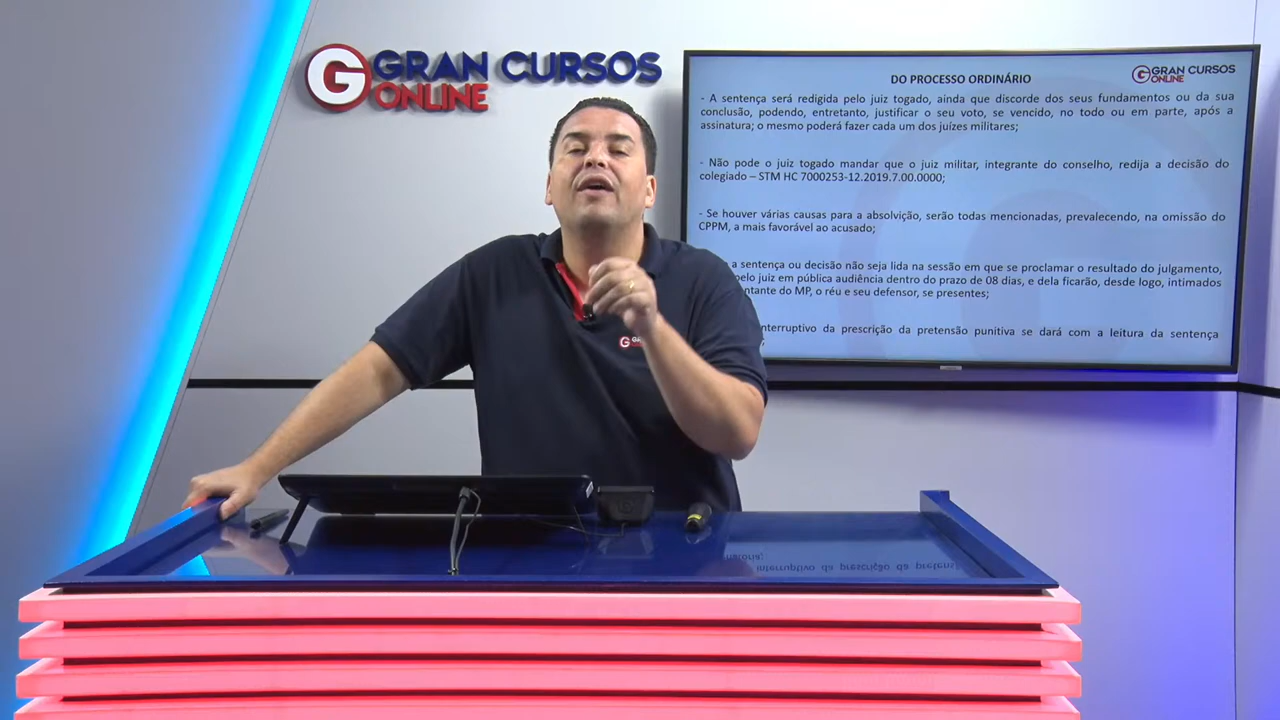 GRAN CURSOS
ONLINE
DO PROCESSO ORDINÁRIO
GRAN CURSOS
ONLINE
- A sentença será redigida pelo juiz togado, ainda que discorde dos seus fundamentos ou da sua
conclusão, podendo, entretanto, justificar o seu voto, se vencido, no todo ou em parte, após a
assinatura; o mesmo poderá fazer cada um dos juízes militares;
- Não pode o juiz togado mandar que o juiz militar, integrante do conselho, redija a decisão do
colegiado – STM HC 7000253-12.2019.7.00.0000;
- Se houver várias causas para a absolvição, serão todas mencionadas, prevalecendo, na omissão do
CPPM, a mais favorável ao acusado;
a sentença ou decisão não seja lida na sessão em que se proclamar o resultado do julgamento,
pelo juiz em pública audiência dentro do prazo de 08 dias, e dela ficarão, desde logo, intimados
do MP, o réu e seu defensor, se presentes;
da prescrição da pretensão punitiva se dará com a leitura da sentença
G